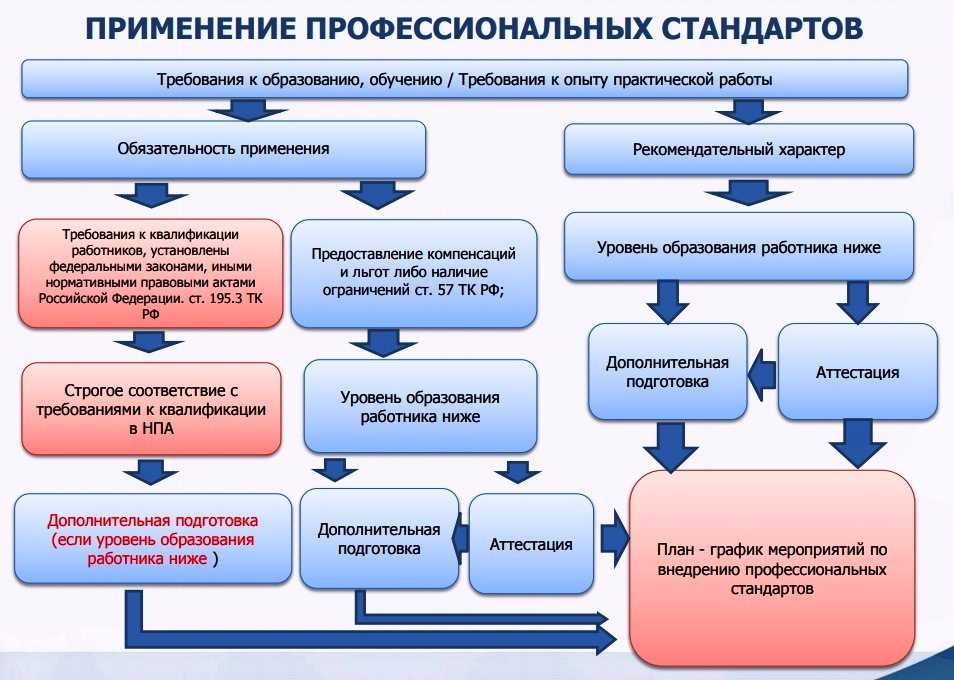 ПРИМЕНЕНИЕ ПРОФЕССИОНАЛЬНЫХ СТАНДАРТОВ
Требования к образованию, обучению / Требования к опыту практической работы
Обязательность применения
Рекомендательный характер
Требования к квалификации
работников, установлены
федеральными законами, иными
нормативными правовыми актами
Российской Федерации. ст. 195.3 ТК
РФ
Предоставление компенсаций
и льгот либо наличие
ограничений ст. 57 ТК РФ;
Уровень образования работника ниже
Строгое соответствие с
требованиями к квалификации
в НПА
Уровень образования
работника ниже
Дополнительная
подготовка
Аттестация
Дополнительная подготовка
(если уровень образования
работника ниже )
Дополнительная
подготовка
Аттестация
План - график мероприятий по
внедрению профессиональных
стандартов